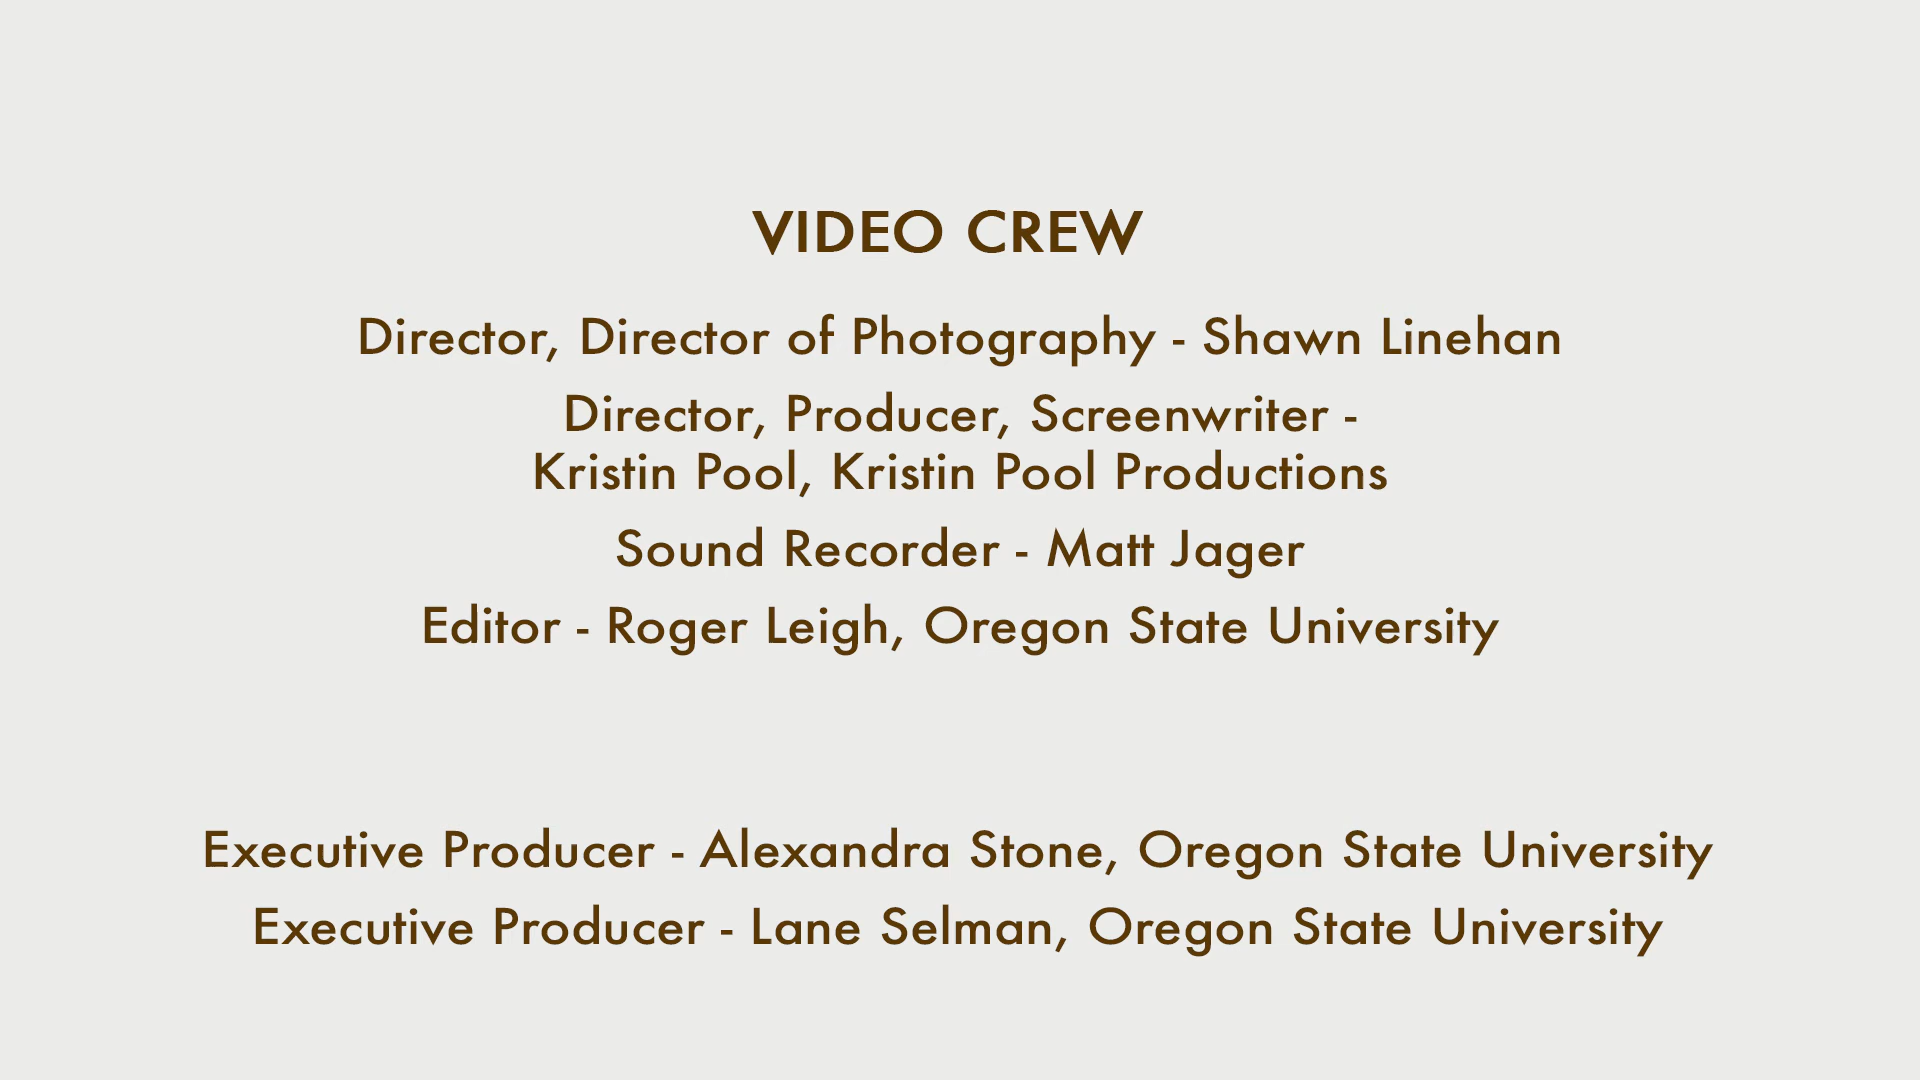 VIDEO CREW
Director, Director of Photography - Shawn Linehan
Director, Producer, Screenwriter -
Kristin Pool, Kristin Pool Productions
Sound Recorder - Matt Jager
Editor - Roger Leigh, Oregon State University
Executive Producer - Alexandra Stone, Oregon State University
Executive Producer - Lane Selman, Oregon State University